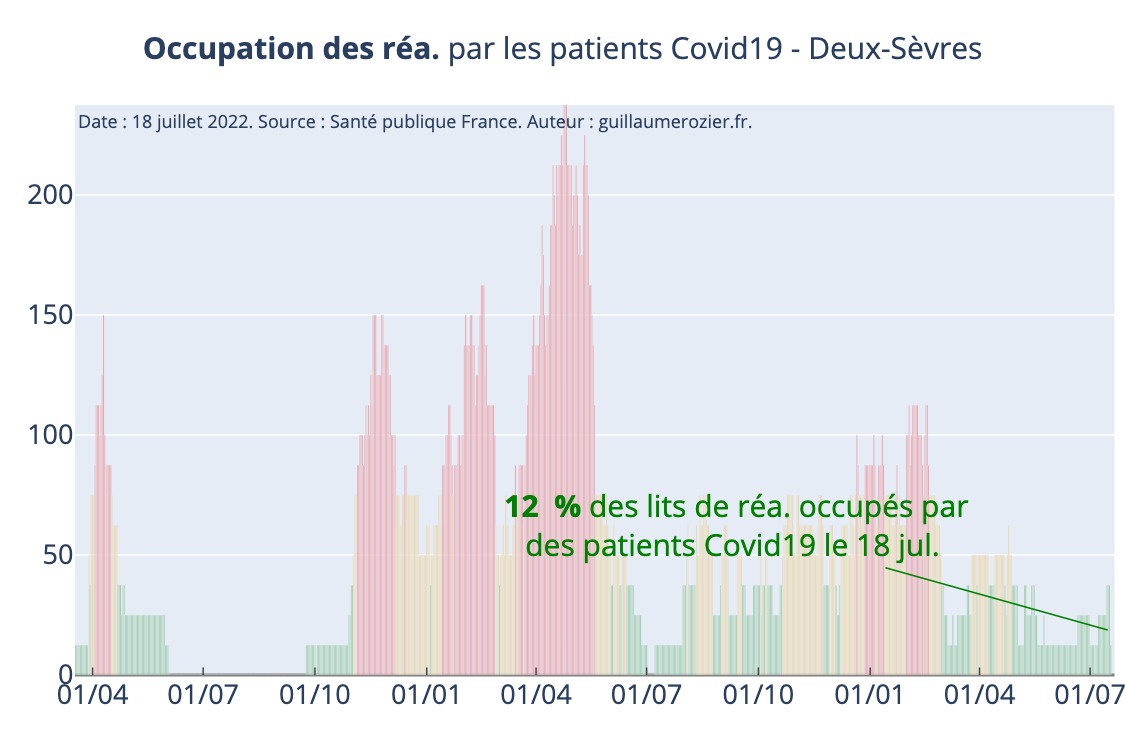 Occupation des réa. par les patients Covid19 - Deux-Sèvres
Date : 18 juillet 2022. Source : Santé publique France. Auteur : guillaumerozier.fr.
200
150
100
50
0
12 % des lits de réa. occupés par
des patients Covid19 le 18 jul.
01/04 01/07 01/10 01/01 01/04 01/07 01/10 01/01 01/04 01/07